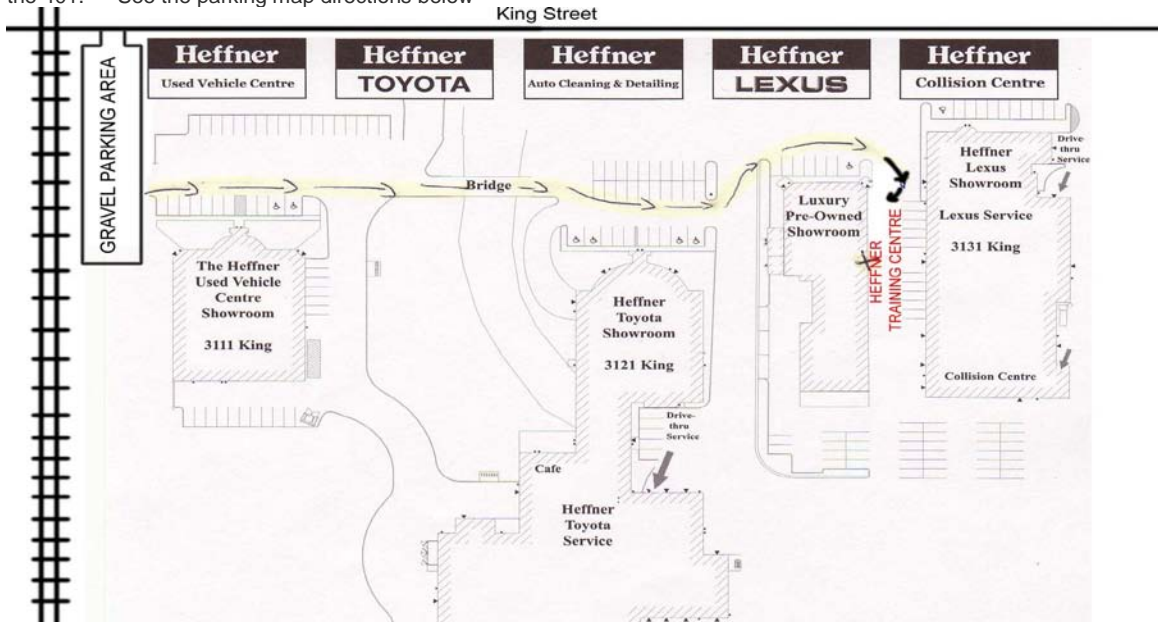 the 401. See the parking map directions below
King Street
GRAVEL PARKING AREA
Heffner
Used Vehicle Centre
Heffner
TOYOTA
Heffner
Auto Cleaning & Detailing
Heffner
LEXUS
Heffner
Collision Centre
Bridge
The Heffner
Used Vehicle
Centre
Showroom
3111 King
Heffner
Toyota
Showroom
3121 King
Drive-
thru
Service
Cafe
Heffner
Toyota
Service
Luxury
Pre-Owned
Showroom
HEFFNER
TRAINING CENTRE
Heffner
Lexus
Showroom
Lexus Service
3131 King
Collision Centre
Drive-
thru
Service